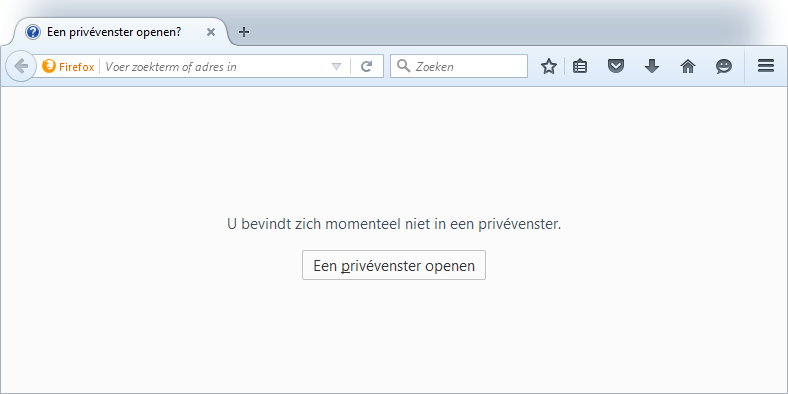 Een privévenster openen?
Firefox
Voer zoekterm of adres in
Zoeken
U bevindt zich momenteel niet in een privévenster.
Een privévenster openen